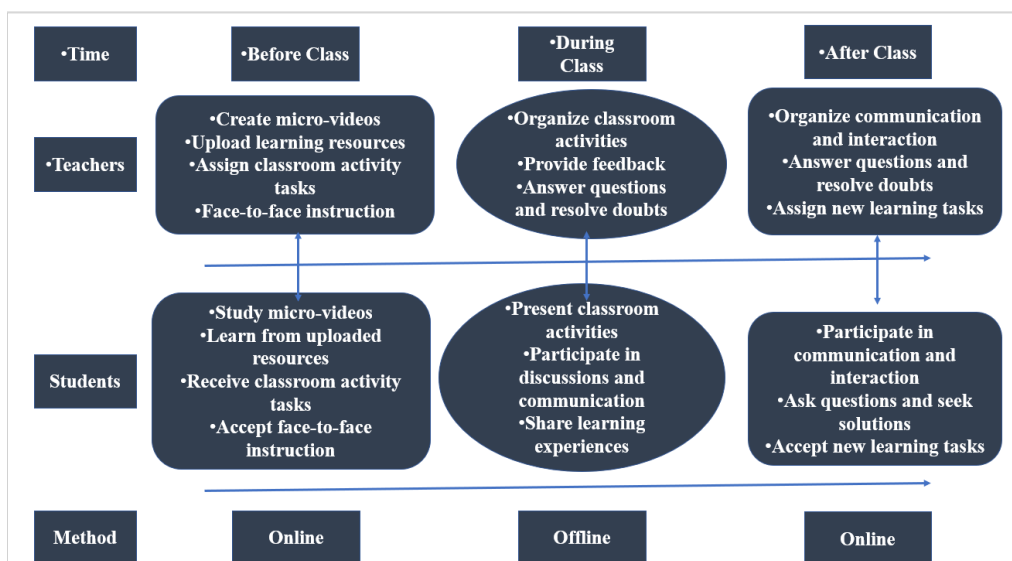 •Time
•Before Class
•During
Class
•After Class
•Teachers
•Create micro-videos
•Upload learning resources
•Assign classroom activity
tasks
•Face-to-face instruction
•Organize classroom
activities
•Provide feedback
•Answer questions
and resolve doubts
•Organize communication
and interaction
•Answer questions and
resolve doubts
•Assign new learning tasks
Students
•Study micro-videos
•Learn from uploaded
resources
•Receive classroom activity
tasks
•Accept face-to-face
instruction
•Present classroom
activities
•Participate in
discussions and
communication
•Share learning
experiences
•Participate in
communication and
interaction
•Ask questions and seek
solutions
•Accept new learning tasks
Method
Online
Offline
Online